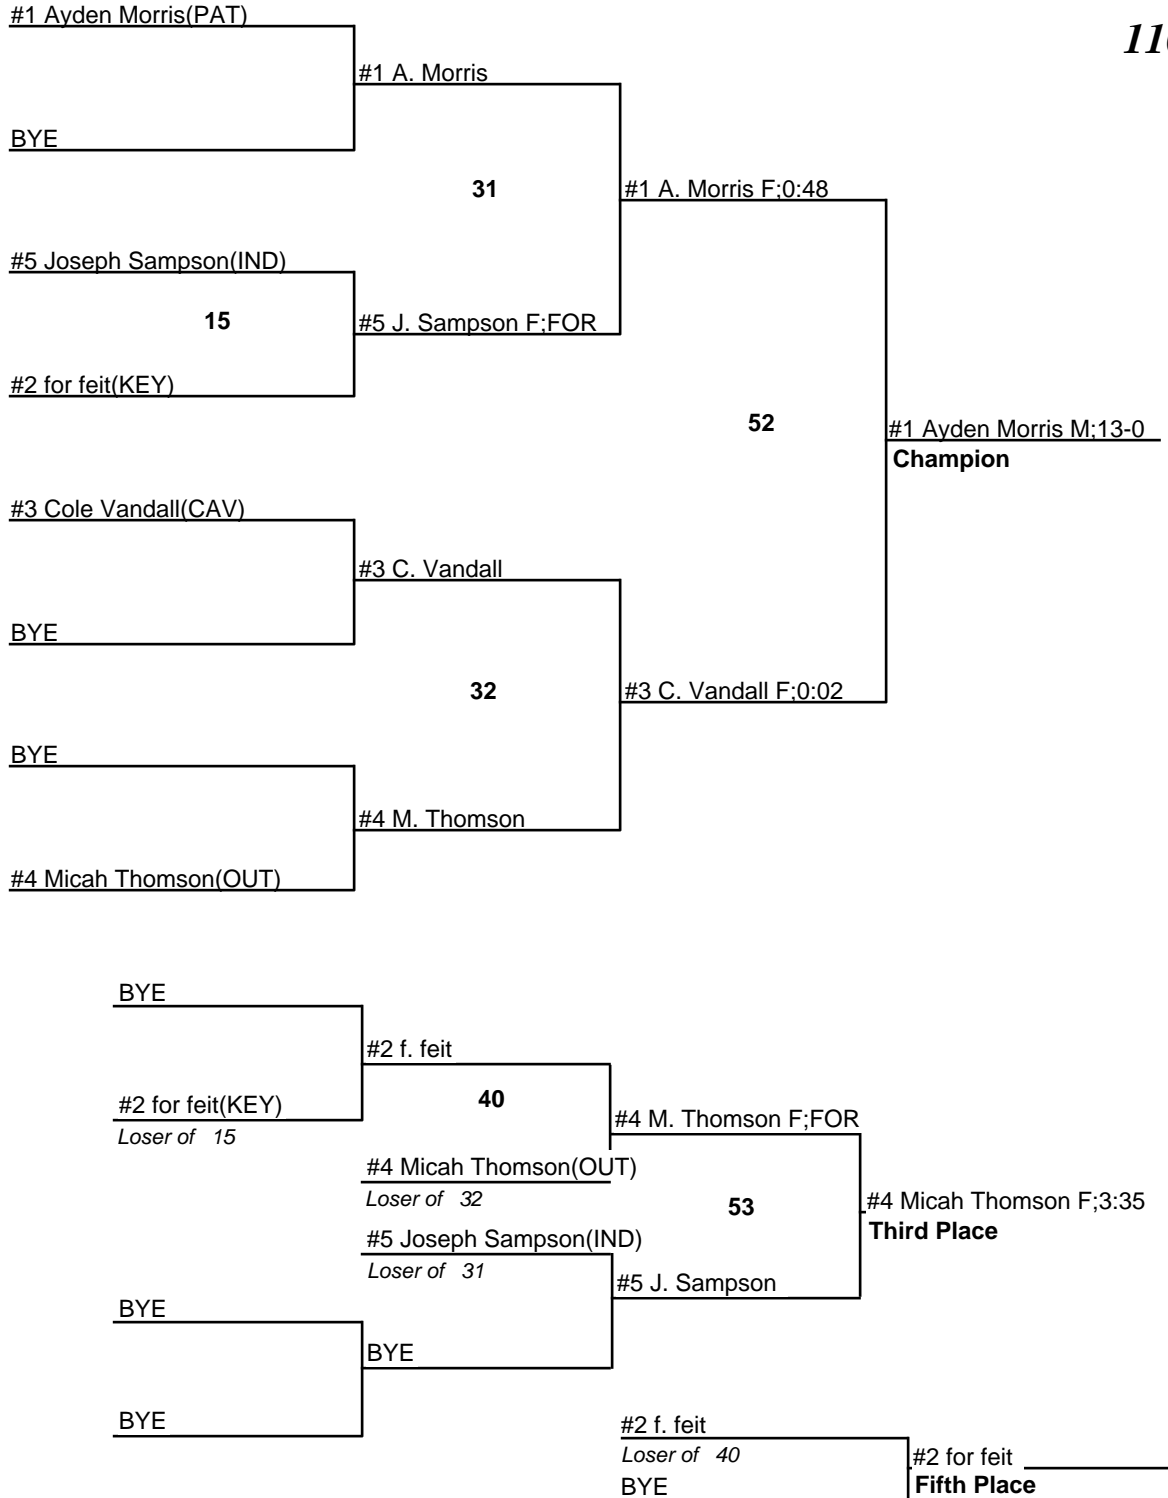 #1 Ayden Morris(PAT)
#1 A. Morris
BYE
31
#1 A. Morris F;0:48
#5 Joseph Sampson(IND)
15
#5 J. Sampson F;FOR
#2 for feit(KEY)
52
#1 Ayden Morris M;13-0
Champion
#3 Cole Vandall(CAV)
#3 C. Vandall
BYE
32
#3 C. Vandall F;0:02
BYE
#4 M. Thomson
#4 Micah Thomson(OUT)
BYE
#2 f. feit
#2 for feit(KEY)
Loser of 15
40
#4 M. Thomson F;FOR
#4 Micah Thomson(OUT)
Loser of 32
53
#4 Micah Thomson F;3:35
Third Place
#5 Joseph Sampson(IND)
Loser of 31
#5 J. Sampson
BYE
BYE
BYE
#2 f. feit
Loser of 40
#2 for feit
BYE
Fifth Place